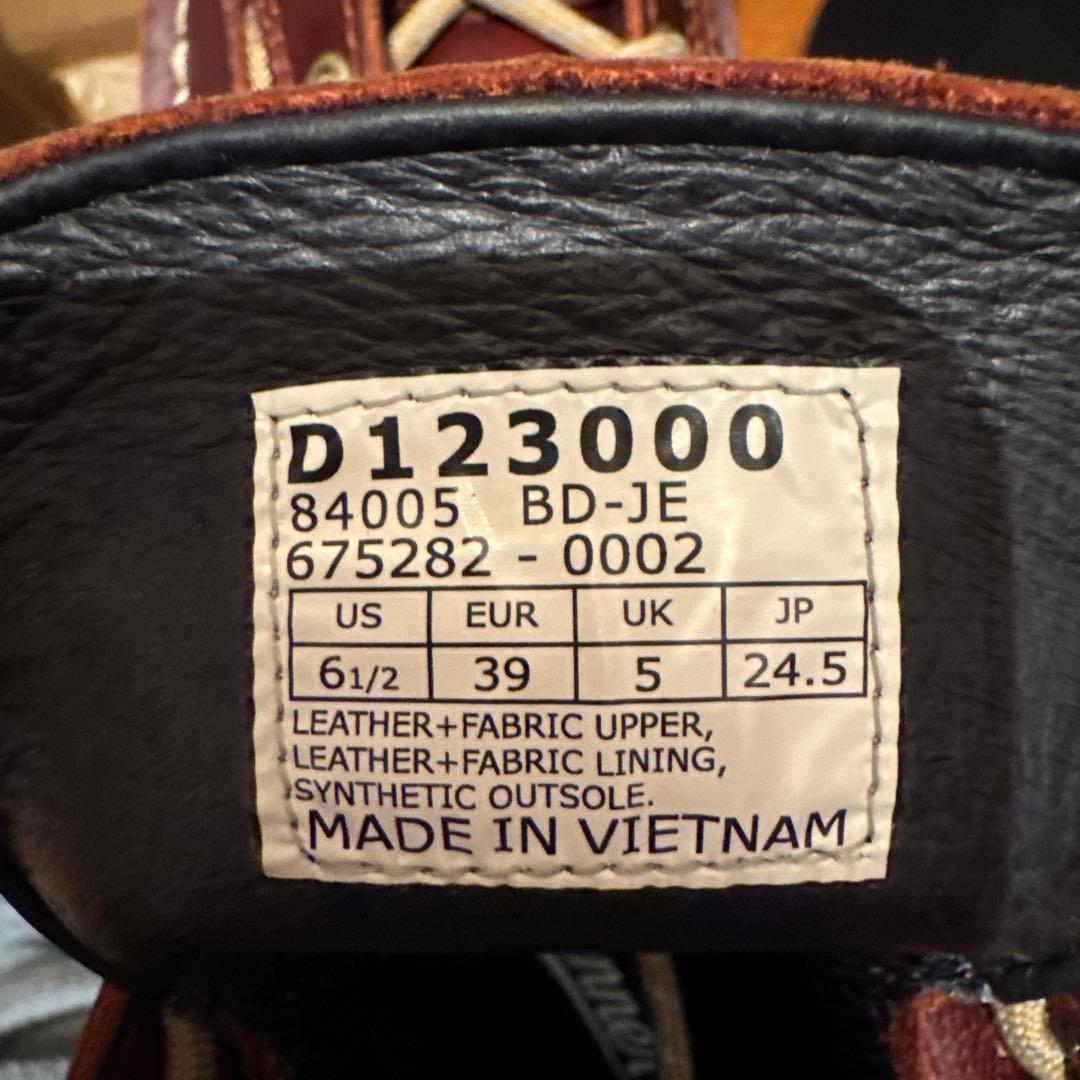 D123000
84005 BD-JE
675282 - 0002
US EUR UK JP
6 1/2 39 5 24.5
LEATHER+FABRIC UPPER,
LEATHER+FABRIC LINING,
SYNTHETIC OUTSOLE.
MADE IN VIETNAM